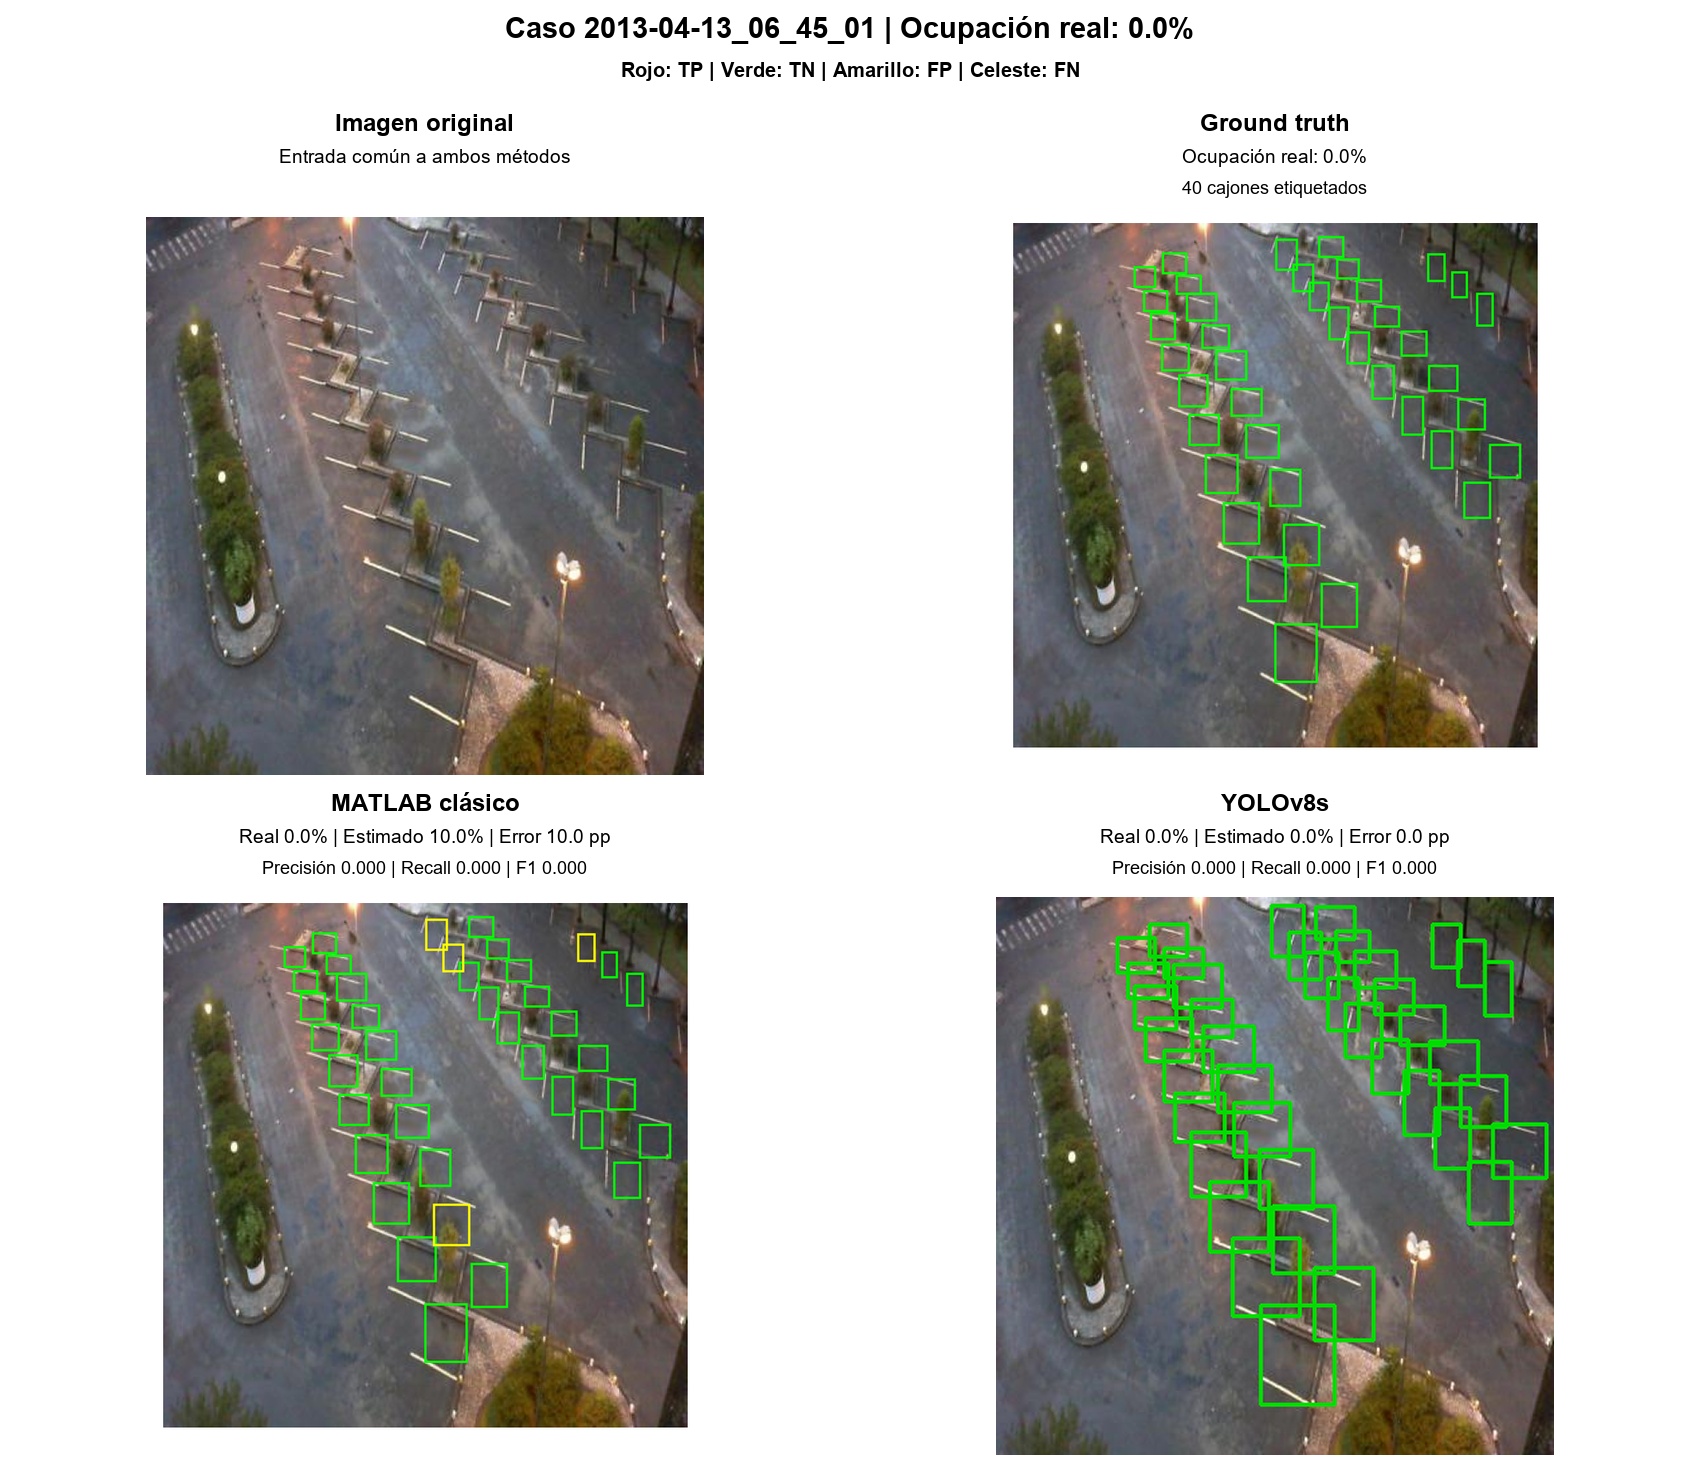 Caso 2013-04-13_06_45_01 | Ocupación real: 0.0%
Rojo: TP | Verde: TN | Amarillo: FP | Celeste: FN
Imagen original
Entrada común a ambos métodos
Ground truth
Ocupación real: 0.0%
40 cajones etiquetados
MATLAB clásico
Real 0.0% | Estimado 10.0% | Error 10.0 pp
Precisión 0.000 | Recall 0.000 | F1 0.000
YOLOv8s
Real 0.0% | Estimado 0.0% | Error 0.0 pp
Precisión 0.000 | Recall 0.000 | F1 0.000